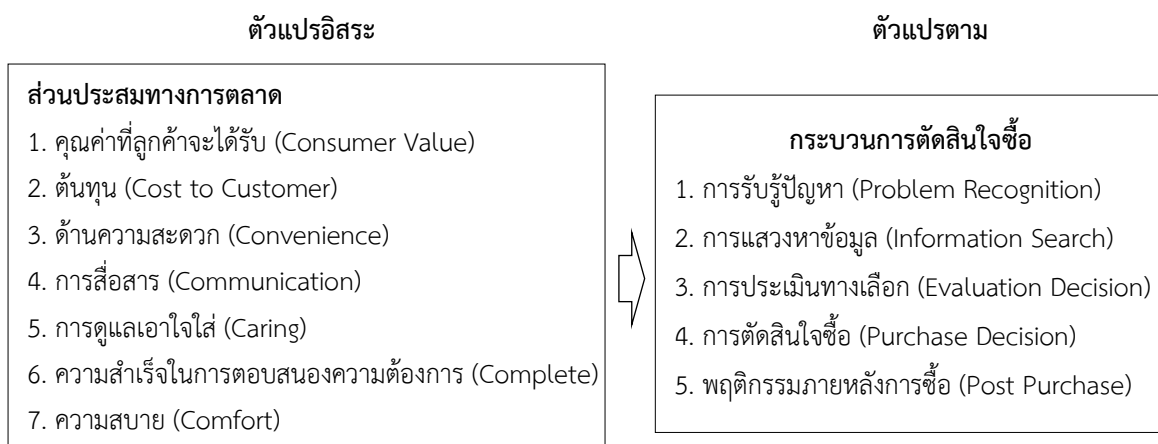 ตัวแปรอิสระ
ส่วนประสมทางการตลาด
1. คุณค่าที่ลูกค้าจะได้รับ (Consumer Value)
2. ต้นทุน (Cost to Customer)
3. ด้านความสะดวก (Convenience)
4. การสื่อสาร (Communication)
5. การดูแลเอาใจใส่ (Caring)
6. ความสำเร็จในการตอบสนองความต้องการ (Complete)
7. ความสบาย (Comfort)
ตัวแปรตาม
กระบวนการตัดสินใจซื้อ
1. การรับรู้ปัญหา (Problem Recognition)
2. การแสวงหาข้อมูล (Information Search)
3. การประเมินทางเลือก (Evaluation Decision)
4. การตัดสินใจซื้อ (Purchase Decision)
5. พฤติกรรมภายหลังการซื้อ (Post Purchase)